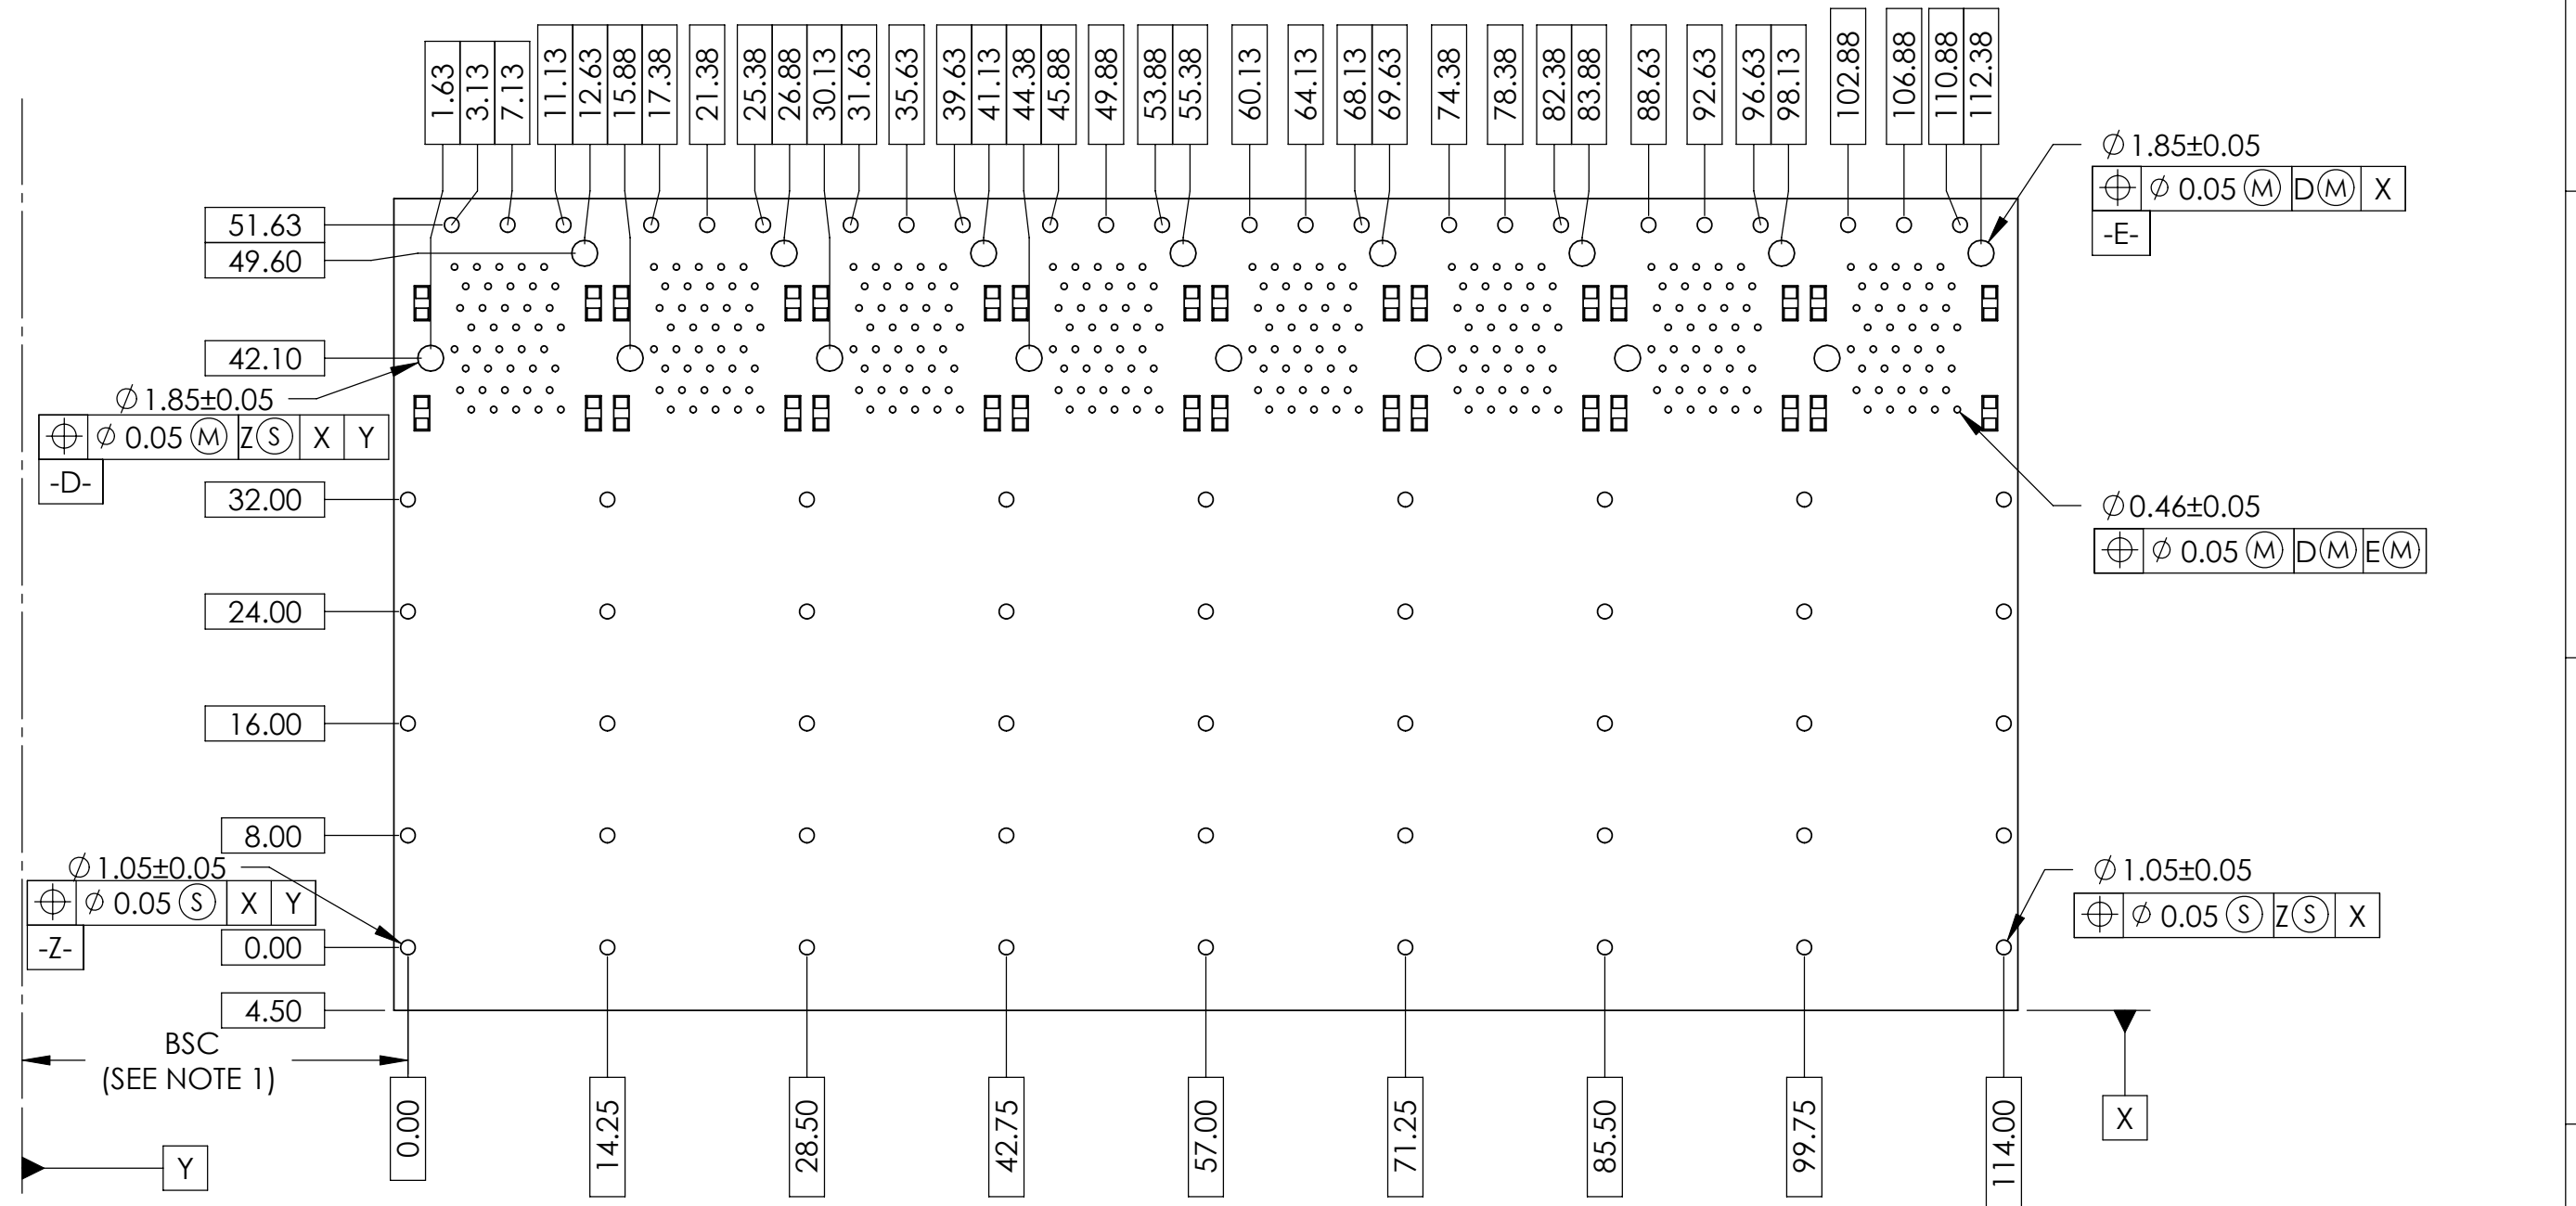 1.63 3.13 7.13 11.13 12.63 15.88 17.38 21.38 25.38 26.88 30.13 31.63 35.63 39.63 41.13 44.38 45.88 49.88 53.88 55.38 60.13 64.13 68.13 69.63 74.38 78.38 82.38 83.88 88.63 92.63 96.63 98.13 102.88 106.88 110.88 112.38
⌀1.85±0.05
⌖ ⌀ 0.05 Ⓜ DⓂ X
-E-
51.63
49.60
42.10
⌀1.85±0.05
⌖ ⌀ 0.05 Ⓜ ZⓈ X Y
-D-
32.00
⌀0.46±0.05
⌖ ⌀ 0.05 Ⓜ DⓂ EⓂ
24.00
16.00
8.00
⌀1.05±0.05
⌖ ⌀ 0.05 Ⓢ X Y
-Z-
0.00
⌀1.05±0.05
⌖ ⌀ 0.05 Ⓢ ZⓈ X
4.50
BSC
(SEE NOTE 1)
0.00 14.25 28.50 42.75 57.00 71.25 85.50 99.75 114.00
X
Y